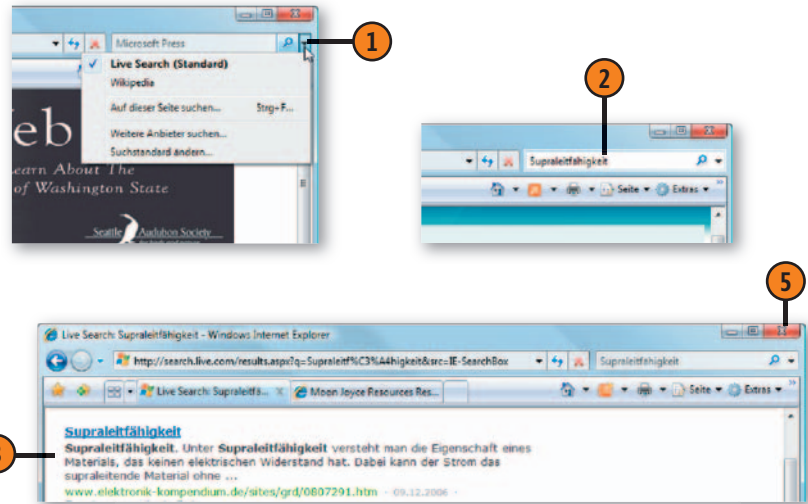 Microsoft Press
1
Live Search (Standard)
Wikipedia
Auf dieser Seite suchen... Strg+F...
Weitere Anbieter suchen...
Suchstandard ändern...
eb
earn About The
of Washington State
Seattle Audubon Society
2
Supraleitfähigkeit
Seite Extras
5
Live Search: Supraleitfähigkeit - Windows Internet Explorer
http://search.live.com/results.aspx?q=Supraleitf%C3%A4higkeit&src=IE-SearchBox
Supraleitfähigkeit
Live Search: Supraleitfä... Moon Joyce Resources Res...
Seite Extras
Supraleitfähigkeit
Supraleitfähigkeit. Unter Supraleitfähigkeit versteht man die Eigenschaft eines
Materials, das keinen elektrischen Widerstand hat. Dabei kann der Strom das
supraleitende Material ohne ...
www.elektronik-kompendium.de/sites/grd/0807291.htm · 09.12.2006 ·